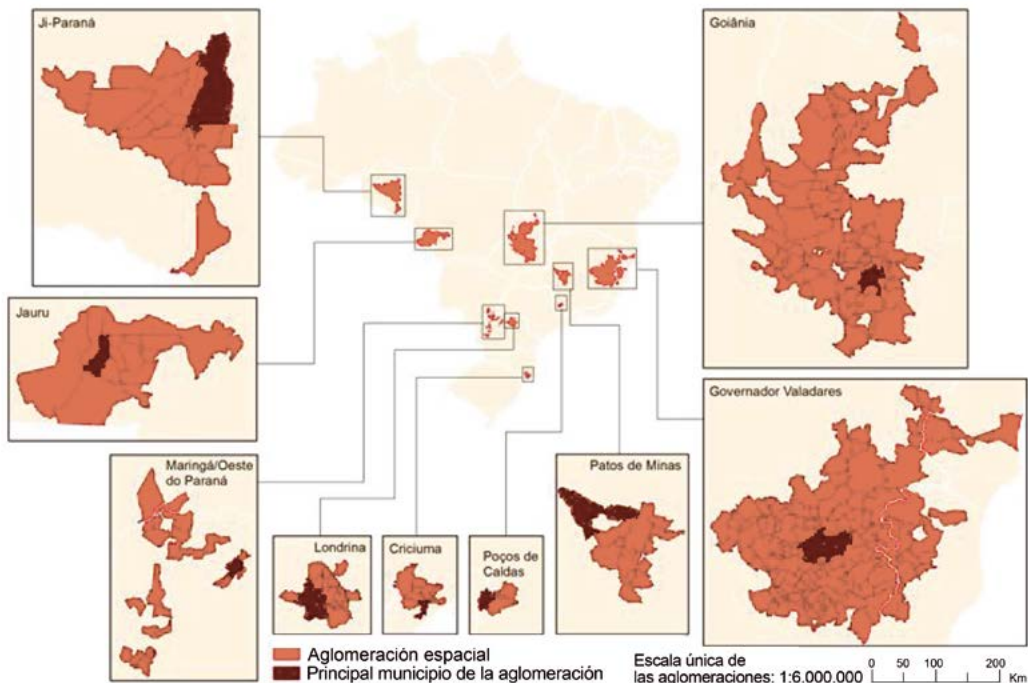 Ji-Paraná
Goiânia
Jauru
Governador Valadares
Maringá/Oeste
do Paraná
Londrina
Criciuma
Poços de
Caldas
Patos de Minas
Aglomeración espacial
Principal municipio de la aglomeración
Escala única de
las aglomeraciones: 1:6.000.000
0 50 100 200
Km